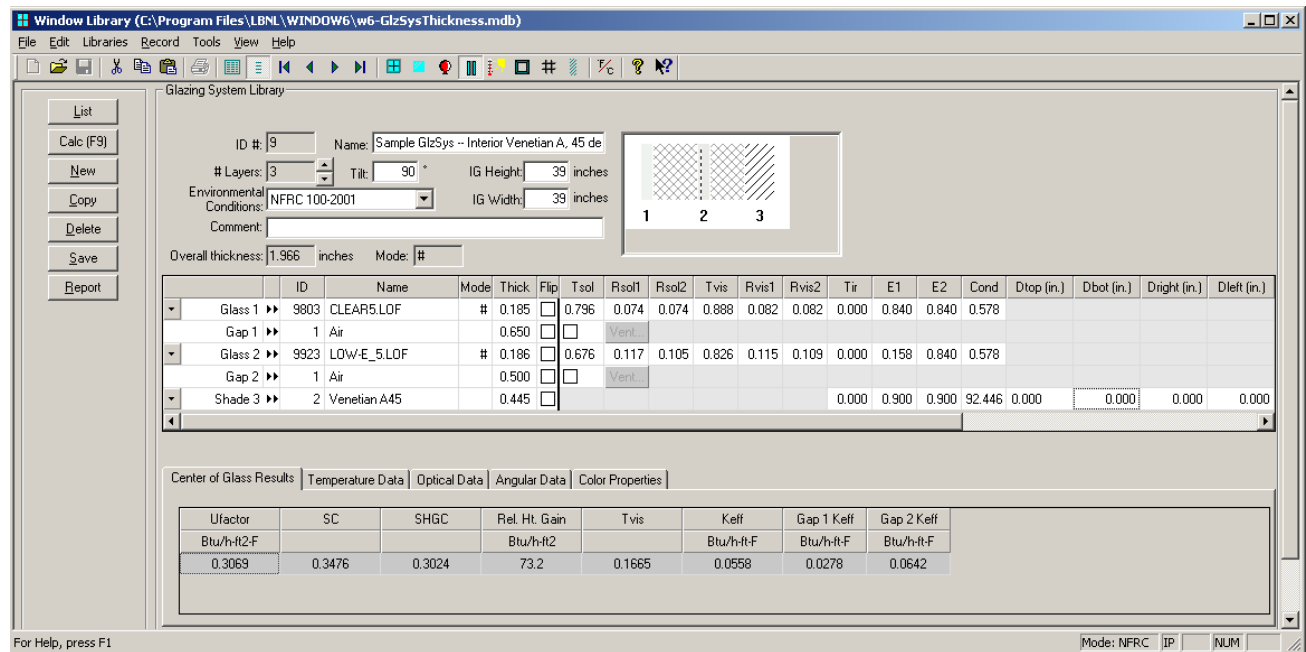 Window Library (C:\Program Files\LBNL\WINDOW6\w6-GlzSysThickness.mdb)
File Edit Libraries Record Tools View Help
Glazing System Library
List
Calc (F9)
New
Copy
Delete
Save
Report
ID #: 9 Name: Sample GlzSys -- Interior Venetian A, 45 de
# Layers: 3 Tilt: 90 ° IG Height: 39 inches
Environmental Conditions: NFRC 100-2001 IG Width: 39 inches
Comment:
Overall thickness: 1.966 inches Mode: #
1 2 3
ID Name Mode Thick Flip Tsol Rsol1 Rsol2 Tvis Rvis1 Rvis2 Tir E1 E2 Cond Dtop (in.) Dbot (in.) Dright (in.) Dleft (in.)
Glass 1 9803 CLEAR5.LOF # 0.185 0.796 0.074 0.074 0.888 0.082 0.082 0.000 0.840 0.840 0.578
Gap 1 1 Air 0.650 Vent...
Glass 2 9923 LOW-E_5.LOF # 0.186 0.676 0.117 0.105 0.826 0.115 0.109 0.000 0.158 0.840 0.578
Gap 2 1 Air 0.500 Vent...
Shade 3 2 Venetian A45 0.445 0.000 0.900 0.900 92.446 0.000 0.000 0.000 0.000
Center of Glass Results Temperature Data Optical Data Angular Data Color Properties
Ufactor SC SHGC Rel. Ht. Gain Tvis Keff Gap 1 Keff Gap 2 Keff
Btu/h-ft2-F Btu/h-ft2 Btu/h-ft-F Btu/h-ft-F Btu/h-ft-F
0.3069 0.3476 0.3024 73.2 0.1665 0.0558 0.0278 0.0642
For Help, press F1 Mode: NFRC IP NUM